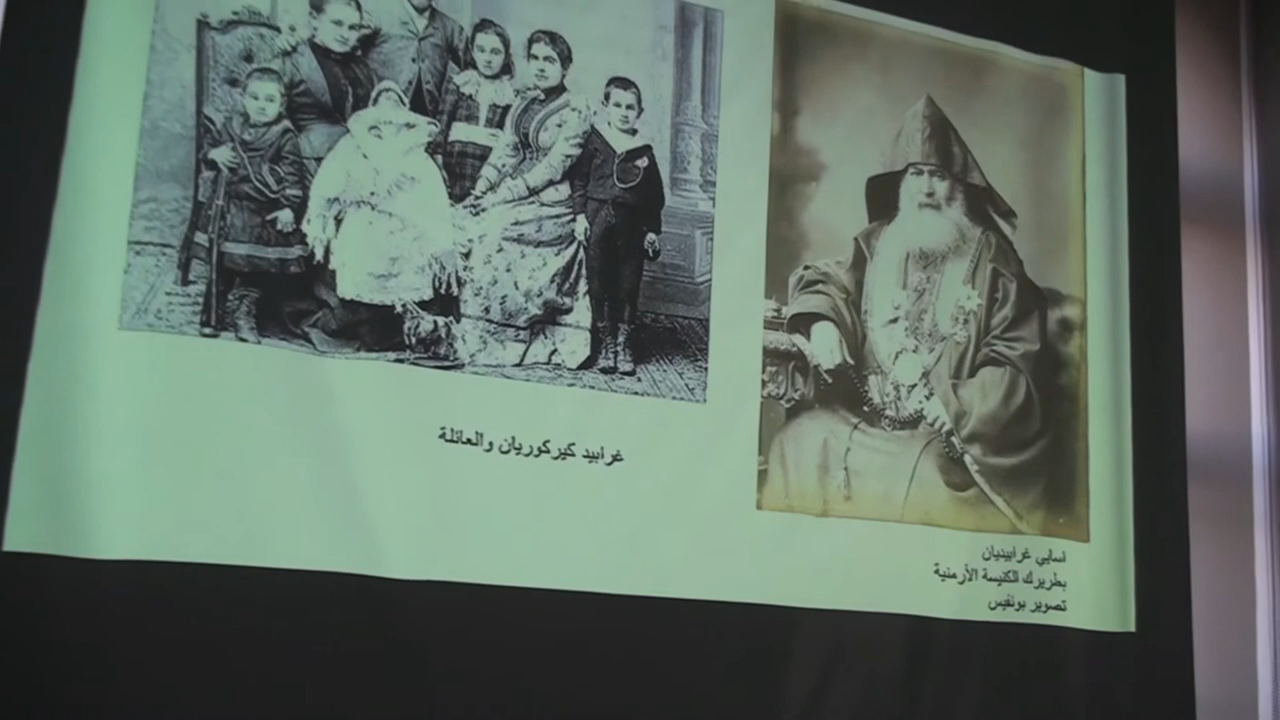 غرابيد كيركوريان والعائلة
اسايي غرابيديان
بطريرك الكنيسة الأرمنية
تصوير بونفيس